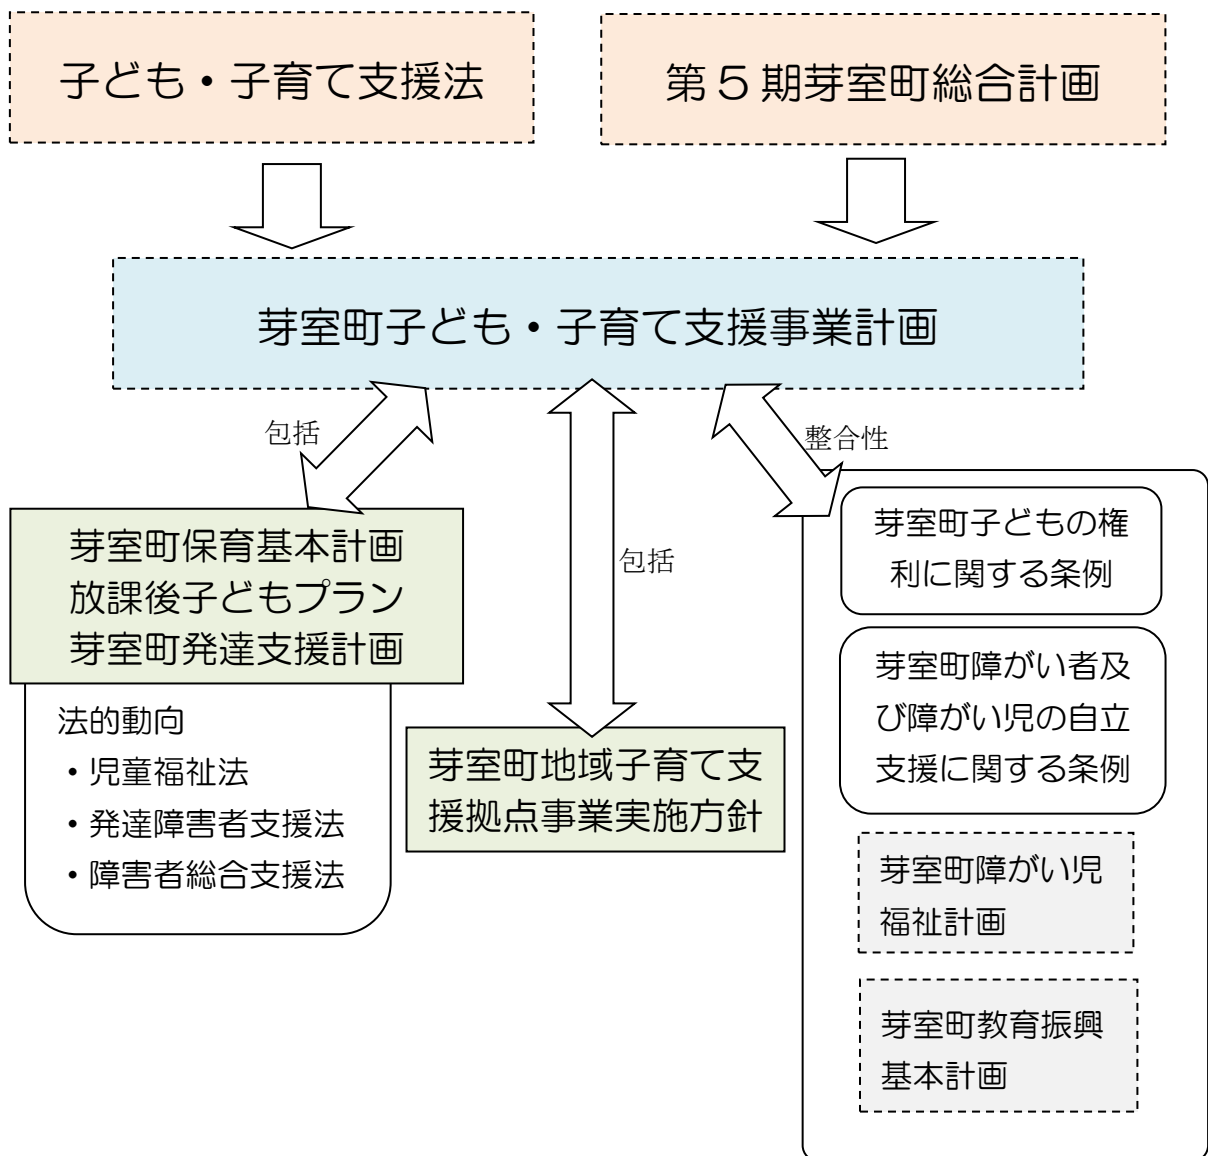 子ども・子育て支援法
第5期芽室町総合計画
芽室町子ども・子育て支援事業計画
包括
包括
整合性
芽室町保育基本計画
放課後子どもプラン
芽室町発達支援計画
法的動向
・児童福祉法
・発達障害者支援法
・障害者総合支援法
芽室町地域子育て支
援拠点事業実施方針
芽室町子どもの権
利に関する条例
芽室町障がい者及
び障がい児の自立
支援に関する条例
芽室町障がい児
福祉計画
芽室町教育振興
基本計画